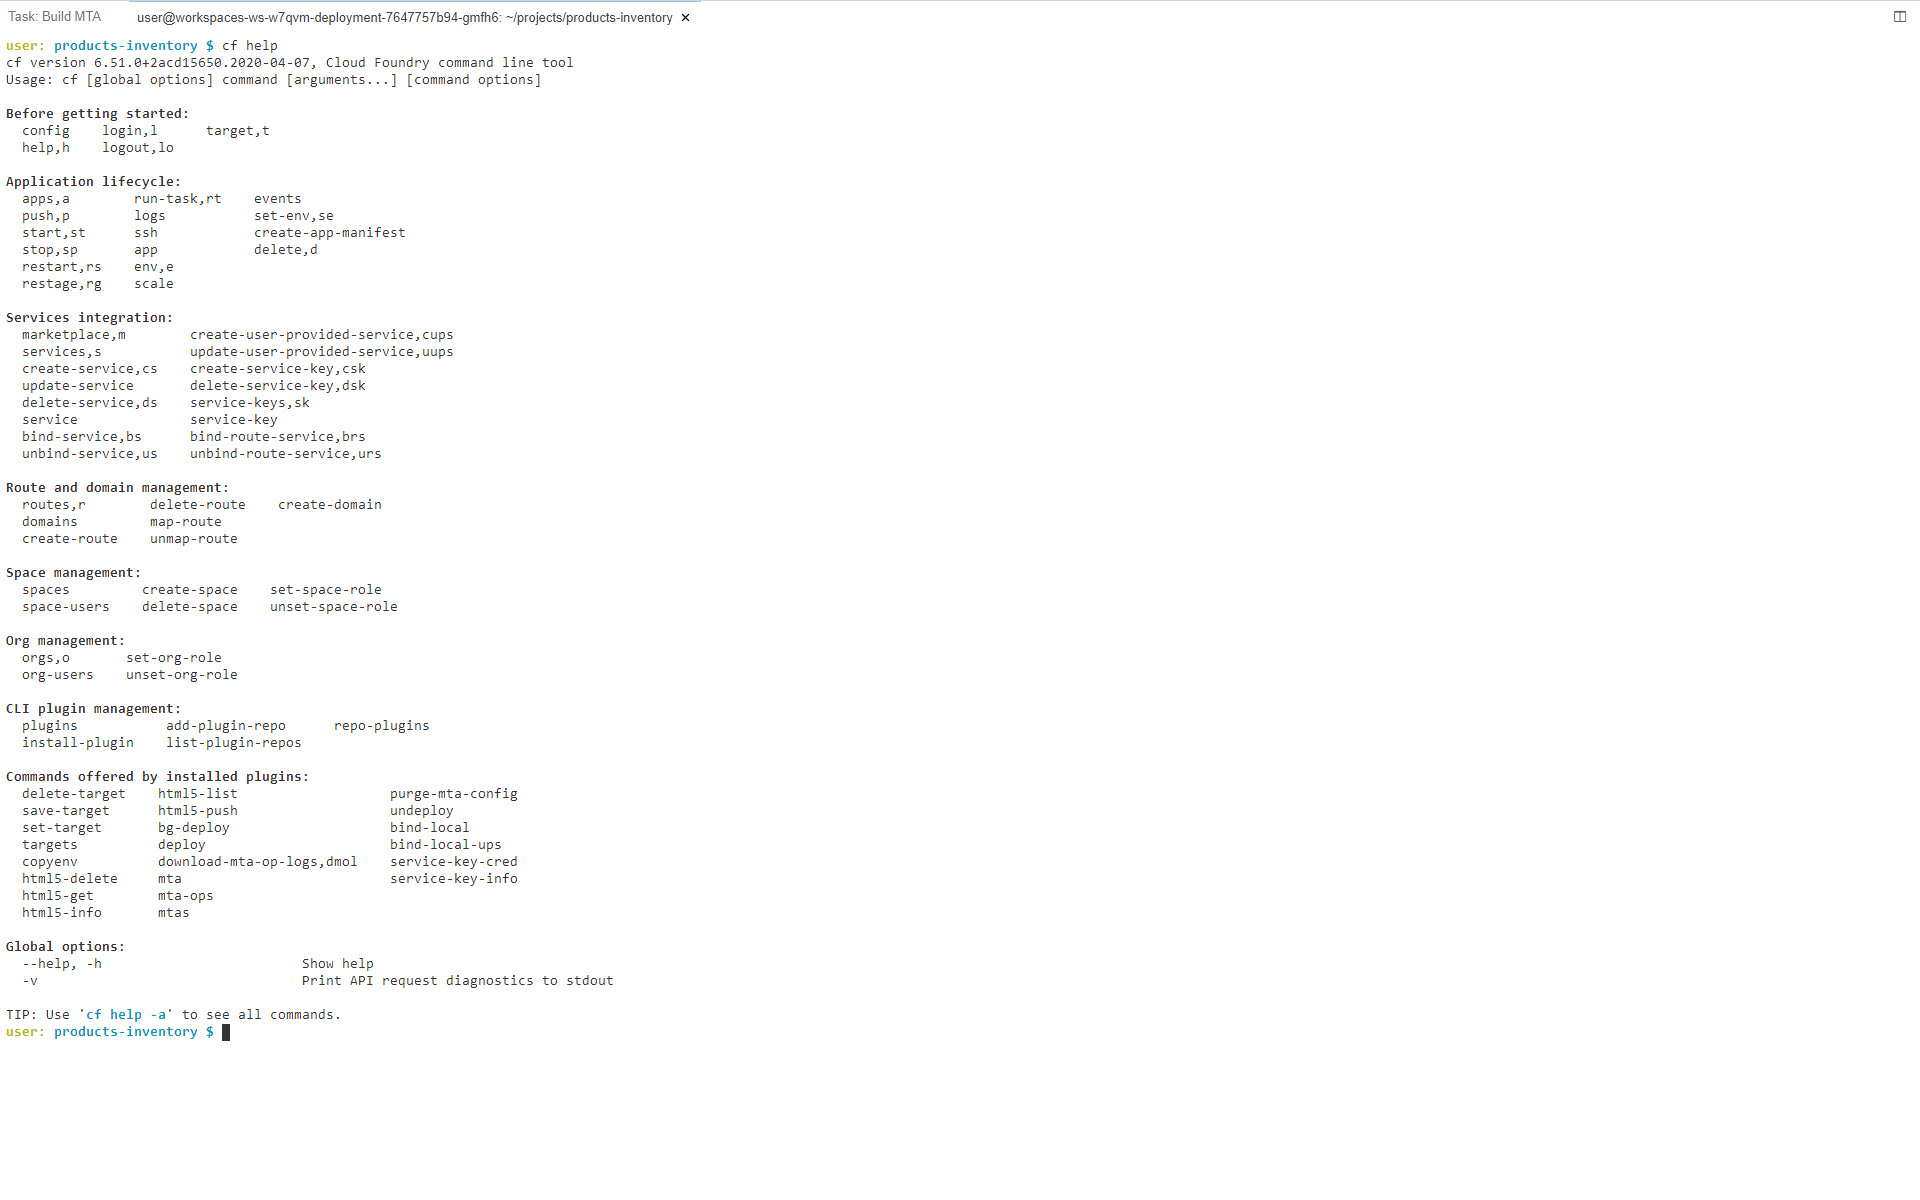 Task: Build MTA user@workspaces-ws-w7qvm-deployment-7647757b94-gmfh6: ~/projects/products-inventory ×
user: products-inventory $ cf help
cf version 6.51.0+2acd15650.2020-04-07, Cloud Foundry command line tool
Usage: cf [global options] command [arguments...] [command options]
Before getting started:
config login,l target,t
help,h logout,lo
Application lifecycle:
apps,a run-task,rt events
push,p logs set-env,se
start,st ssh create-app-manifest
stop,sp app delete,d
restart,rs env,e
restage,rg scale
Services integration:
marketplace,m create-user-provided-service,cups
services,s update-user-provided-service,uups
create-service,cs create-service-key,csk
update-service delete-service-key,dsk
delete-service,ds service-keys,sk
service service-key
bind-service,bs bind-route-service,brs
unbind-service,us unbind-route-service,urs
Route and domain management:
routes,r delete-route create-domain
domains map-route
create-route unmap-route
Space management:
spaces create-space set-space-role
space-users delete-space unset-space-role
Org management:
orgs,o set-org-role
org-users unset-org-role
CLI plugin management:
plugins add-plugin-repo repo-plugins
install-plugin list-plugin-repos
Commands offered by installed plugins:
delete-target html5-list purge-mta-config
save-target html5-push undeploy
set-target bg-deploy bind-local
targets deploy bind-local-ups
copyenv download-mta-op-logs,dmol service-key-cred
html5-delete mta service-key-info
html5-get mta-ops
html5-info mtas
Global options:
--help, -h Show help
-v Print API request diagnostics to stdout
TIP: Use 'cf help -a' to see all commands.
user: products-inventory $